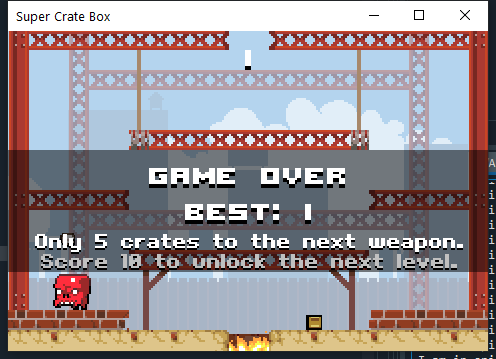 Super Crate Box
1
GAME OVER
BEST: 1
Only 5 crates to the next weapon.
Score 10 to unlock the next level.